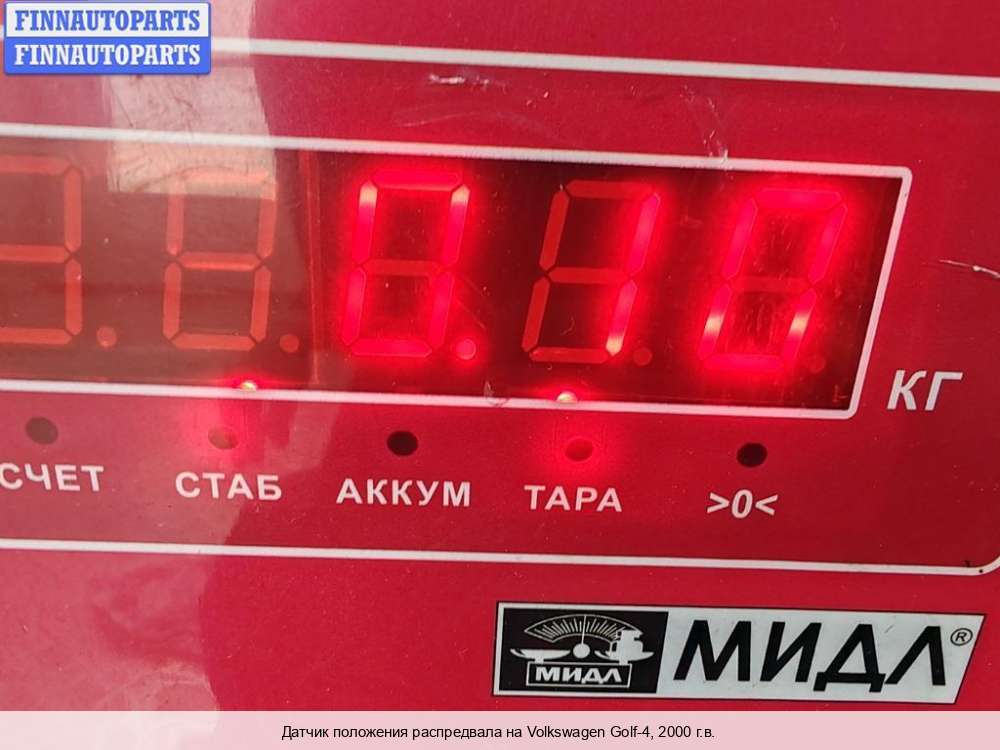 FINNAUTOPARTS
FINNAUTOPARTS
0.10
КГ
СЧЕТ СТАБ АККУМ ТАРА >0<
МИДЛ МИДЛ®
Датчик положения распредвала на Volkswagen Golf-4, 2000 г.в.